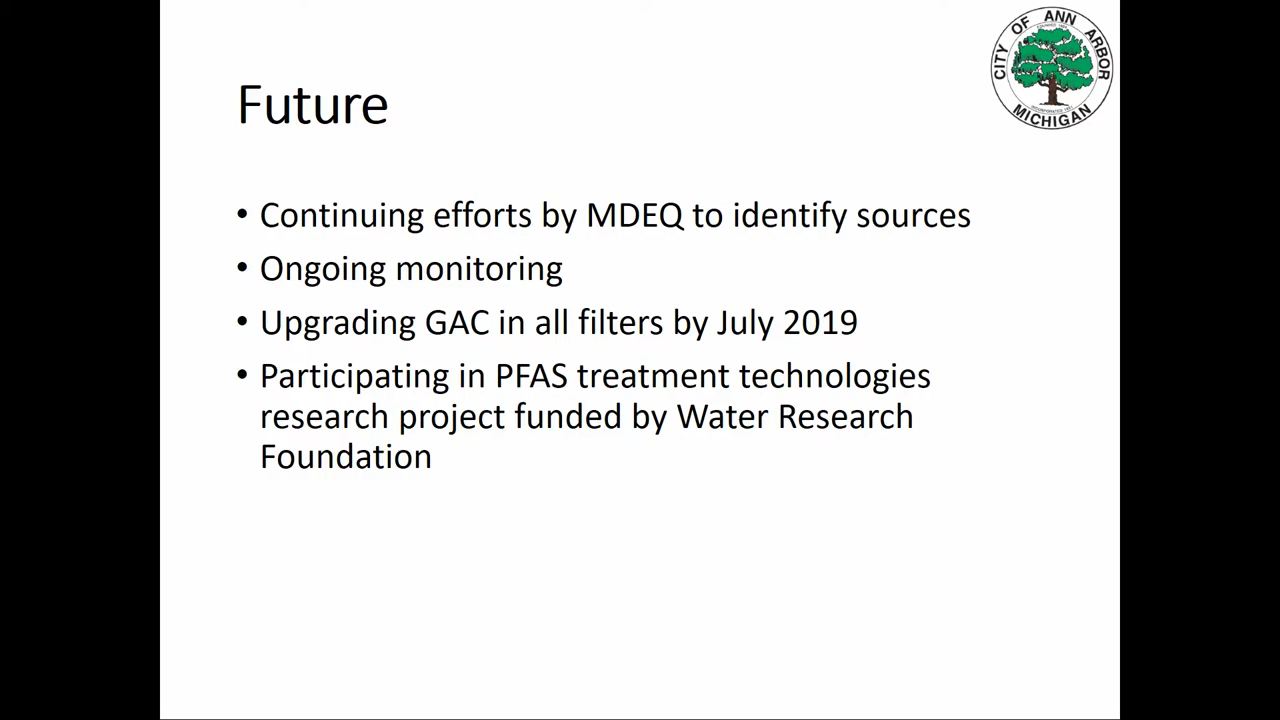 CITY OF ANN ARBOR
MICHIGAN
Future
• Continuing efforts by MDEQ to identify sources
• Ongoing monitoring
• Upgrading GAC in all filters by July 2019
• Participating in PFAS treatment technologies
research project funded by Water Research
Foundation